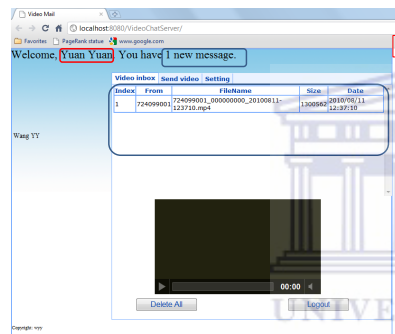 Video Mail
localhost:8080/VideoChatServer/
Favorites PageRank status www.google.com
Welcome, Yuan Yuan. You have 1 new message.
Video inbox Send video Setting
Index From FileName Size Date
1 724099001 724099001_000000000_20100811-123710.mp4 1300562 2010/08/11 12:37:10
Wang YY
00:00
Delete All Logout
UNIVE
Copyright: wyy